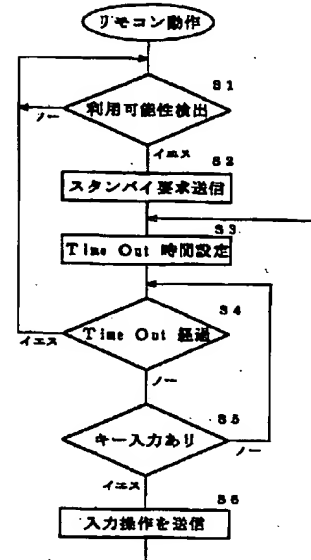 リモコン動作
S1
利用可能性検出
ノー
イエス
S2
スタンバイ要求送信
S3
Time Out 時間設定
S4
Time Out 経過
イエス
ノー
S5
キー入力あり
ノー
イエス
S6
入力操作を送信